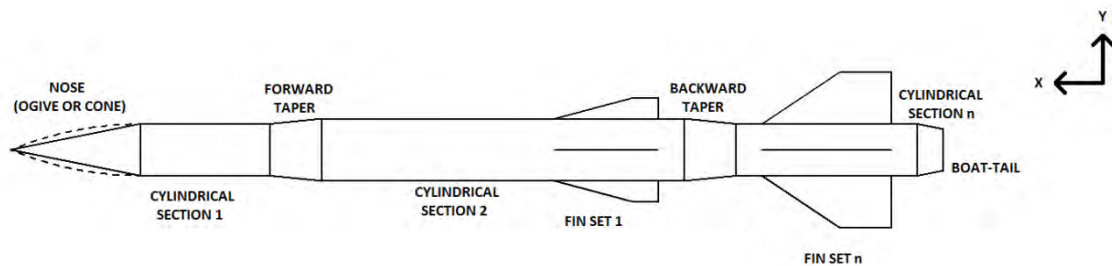 NOSE
(OGIVE OR CONE)
FORWARD
TAPER
BACKWARD
TAPER
CYLINDRICAL
SECTION n
Y
X
BOAT-TAIL
CYLINDRICAL
SECTION 1
CYLINDRICAL
SECTION 2
FIN SET 1
FIN SET n